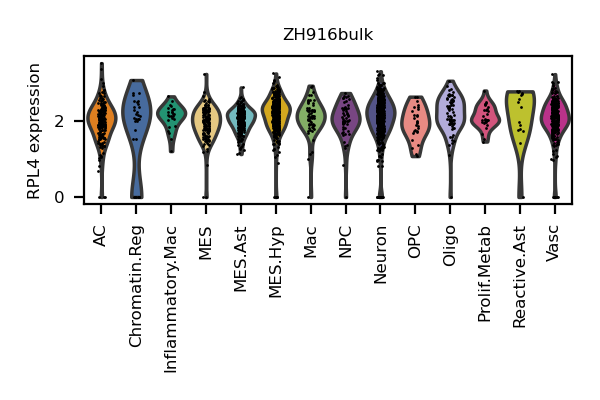 ZH916bulk
RPL4 expression
2
0
AC
Chromatin.Reg
Inflammatory.Mac
MES
MES.Ast
MES.Hyp
Mac
NPC
Neuron
OPC
Oligo
Prolif.Metab
Reactive.Ast
Vasc